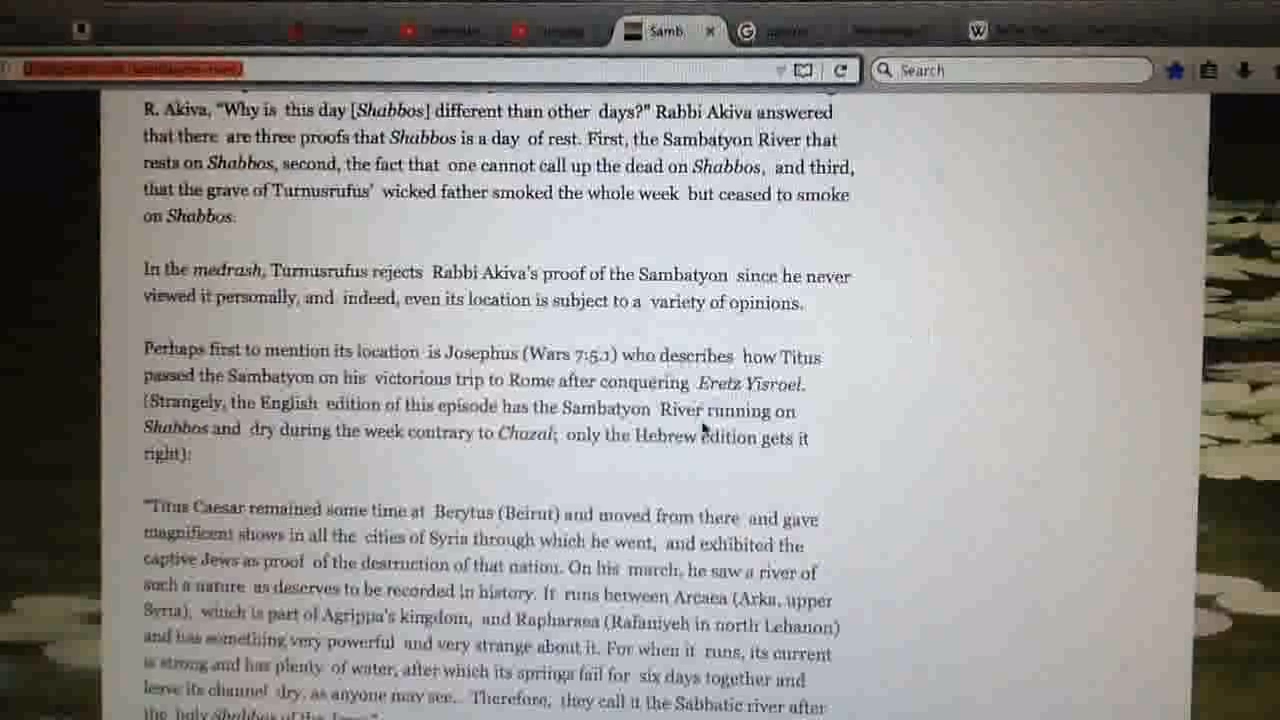 Samb
Search
R. Akiva, "Why is this day [Shabbos] different than other days?" Rabbi Akiva answered
that there are three proofs that Shabbos is a day of rest. First, the Sambatyon River that
rests on Shabbos, second, the fact that one cannot call up the dead on Shabbos, and third,
that the grave of Turnusrufus' wicked father smoked the whole week but ceased to smoke
on Shabbos.
In the medrash, Turnusrufus rejects Rabbi Akiva's proof of the Sambatyon since he never
viewed it personally, and indeed, even its location is subject to a variety of opinions.
Perhaps first to mention its location is Josephus (Wars 7:5.1) who describes how Titus
passed the Sambatyon on his victorious trip to Rome after conquering Eretz Yisroel.
(Strangely, the English edition of this episode has the Sambatyon River running on
Shabbos and dry during the week contrary to Chazal; only the Hebrew edition gets it
right):
"Titus Caesar remained some time at Berytus (Beirut) and moved from there and gave
magnificent shows in all the cities of Syria through which he went, and exhibited the
captive Jews as proof of the destruction of that nation. On his march, he saw a river of
such a nature as deserves to be recorded in history. It runs between Arcaea (Arka, upper
Syria), which is part of Agrippa's kingdom, and Rapharaea (Rafaniyeh in north Lebanon)
and has something very powerful and very strange about it. For when it runs, its current
is strong and has plenty of water, after which its springs fail for six days together and
leave its channel dry, as anyone may see.. Therefore, they call it the Sabbatic river after
the holy Shabbos of the Jews."